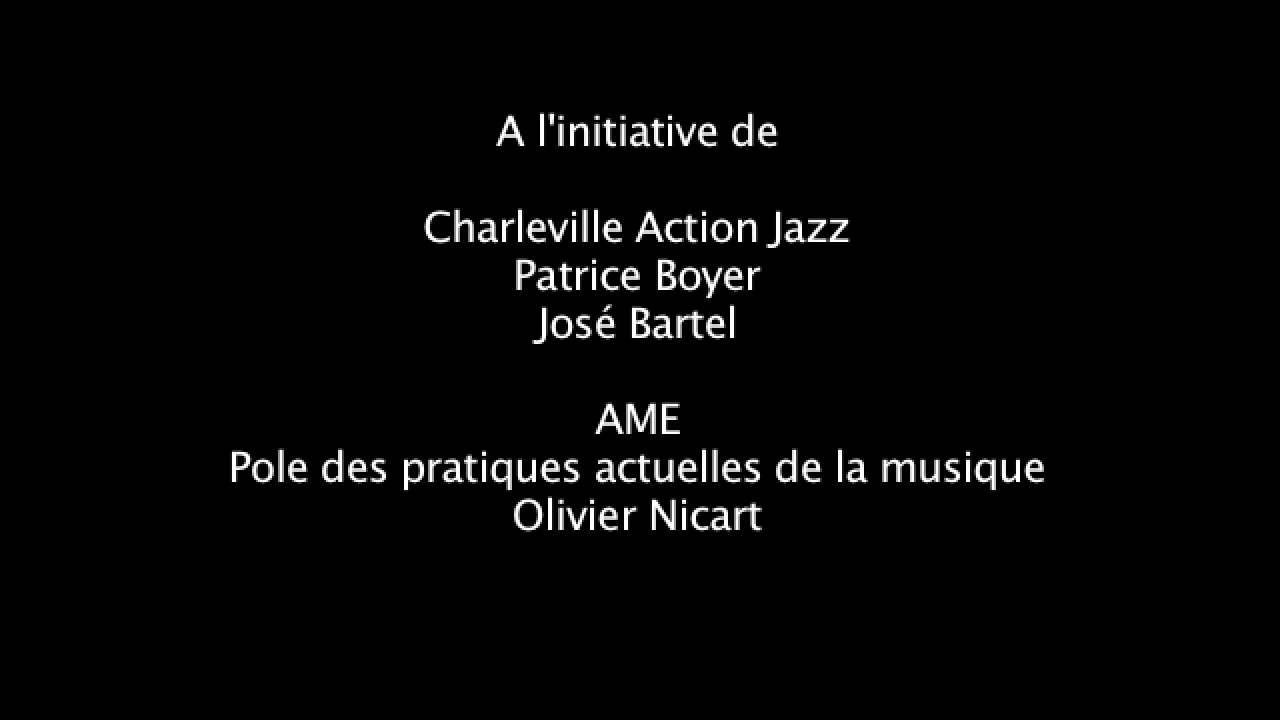 A l'initiative de
Charleville Action Jazz
Patrice Boyer
José Bartel
AME
Pole des pratiques actuelles de la musique
Olivier Nicart